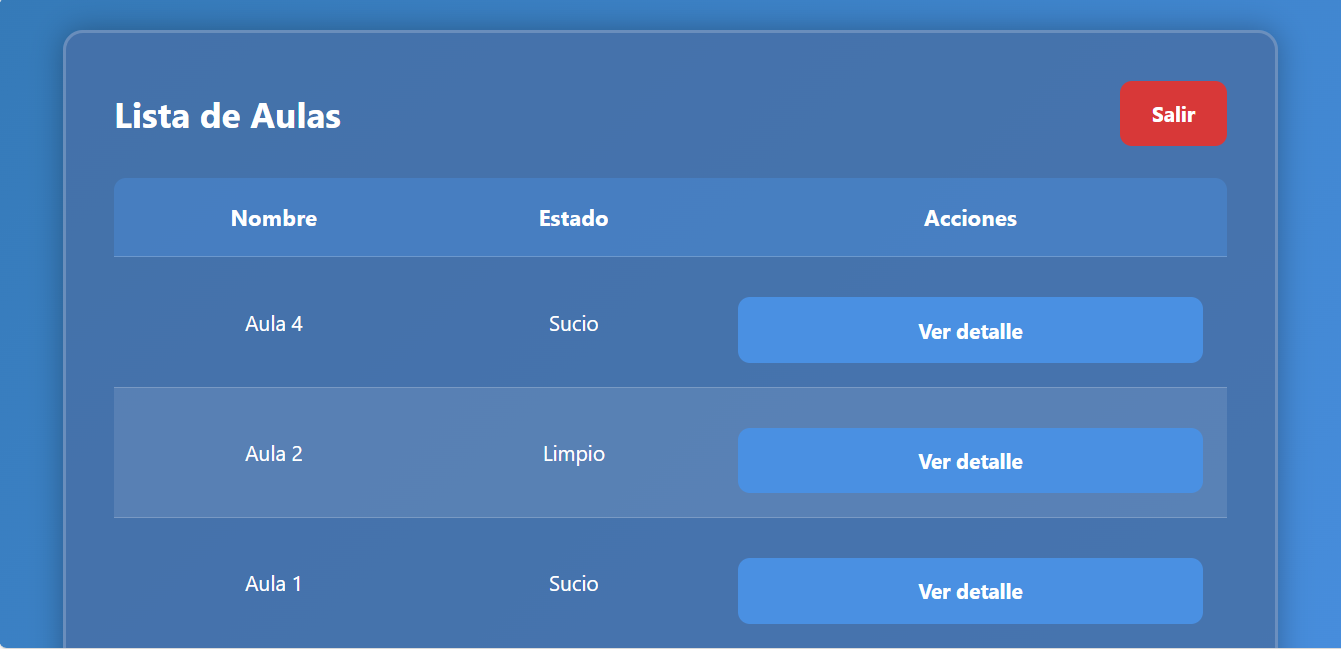 Lista de Aulas
Salir
Nombre Estado Acciones
Aula 4 Sucio Ver detalle
Aula 2 Limpio Ver detalle
Aula 1 Sucio Ver detalle